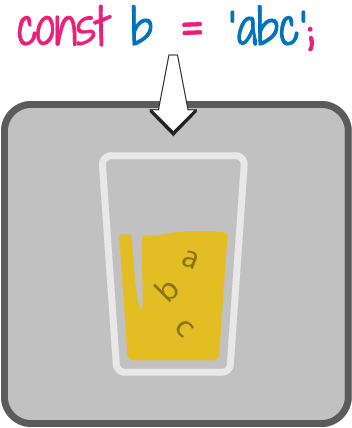 const b = 'abc';
a
b
c